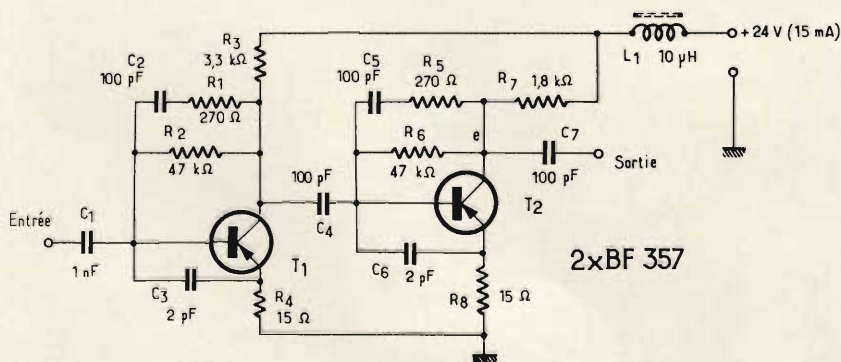 C2
100 pF
R1
270 Ω
R2
47 kΩ
R3
3,3 kΩ
Entrée
C1
1 nF
C3
2 pF
T1
R4
15 Ω
100 pF
C4
C5
100 pF
R5
270 Ω
R6
47 kΩ
R7
1,8 kΩ
e
C7
100 pF
Sortie
T2
C6
2 pF
R8
15 Ω
L1
10 µH
+ 24 V (15 mA)
2xBF 357